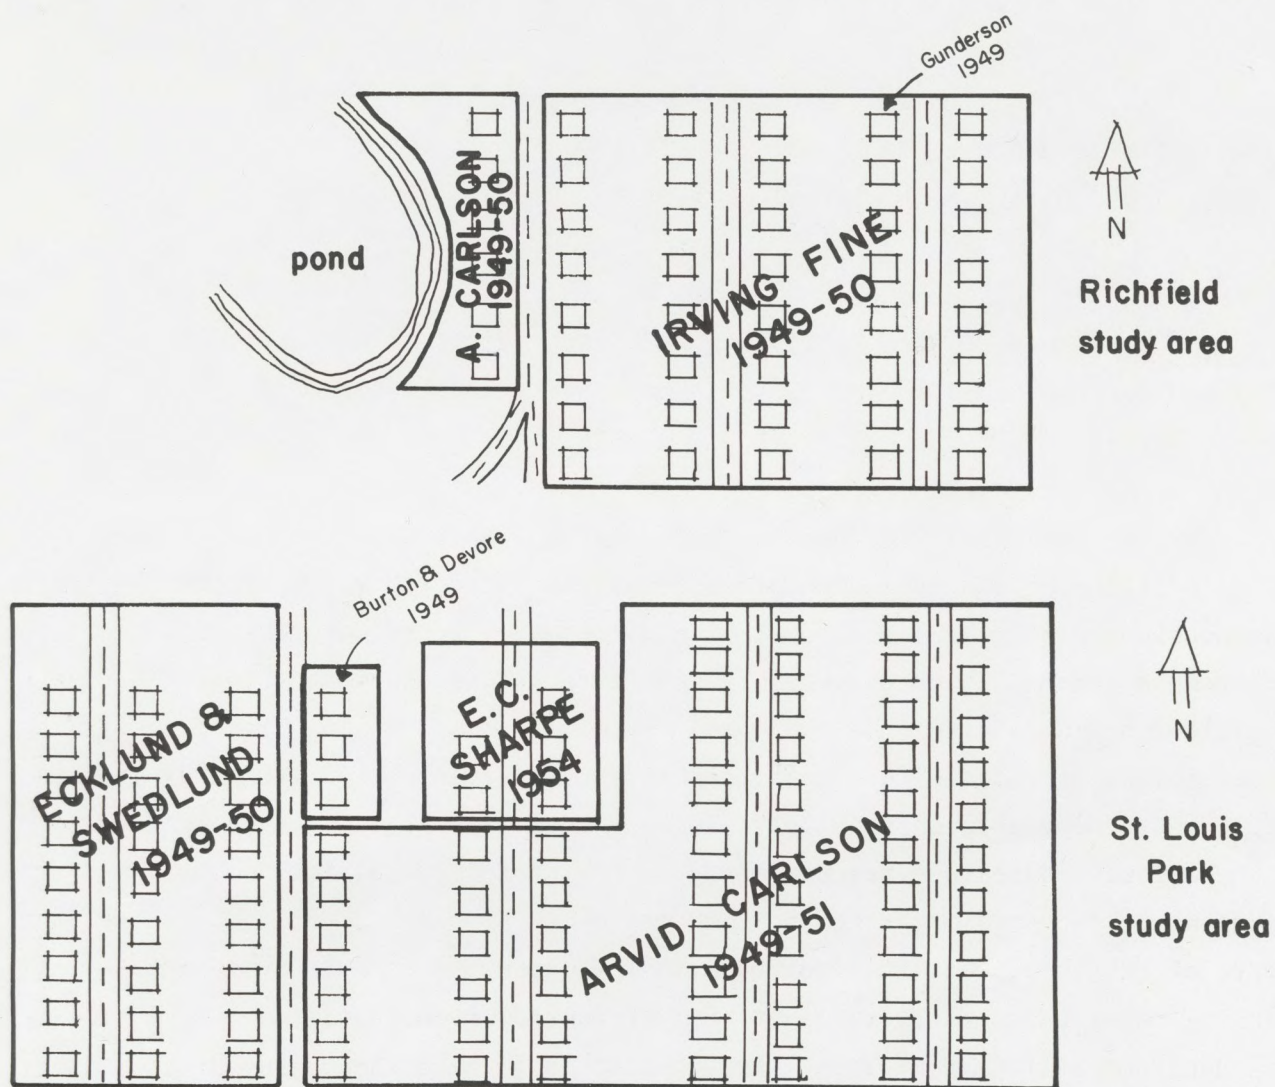 Gunderson
1949
pond
A. CARLSON
1949-50
IRVING FINE
1949-50
N
Richfield
study area
Burton & Devore
1949
ECKLUND &
SWEDLUND
1949-50
E. C.
SHARPE
1954
ARVID CARLSON
1949-51
N
St. Louis
Park
study area